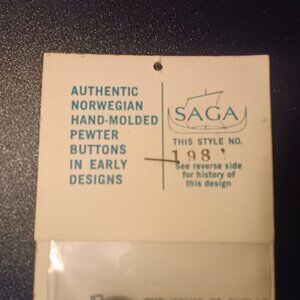 AUTHENTIC
NORWEGIAN
HAND-MOLDED
PEWTER
BUTTONS
IN EARLY
DESIGNS
SAGA
THIS STYLE NO.
198
See reverse side
for history of
this design